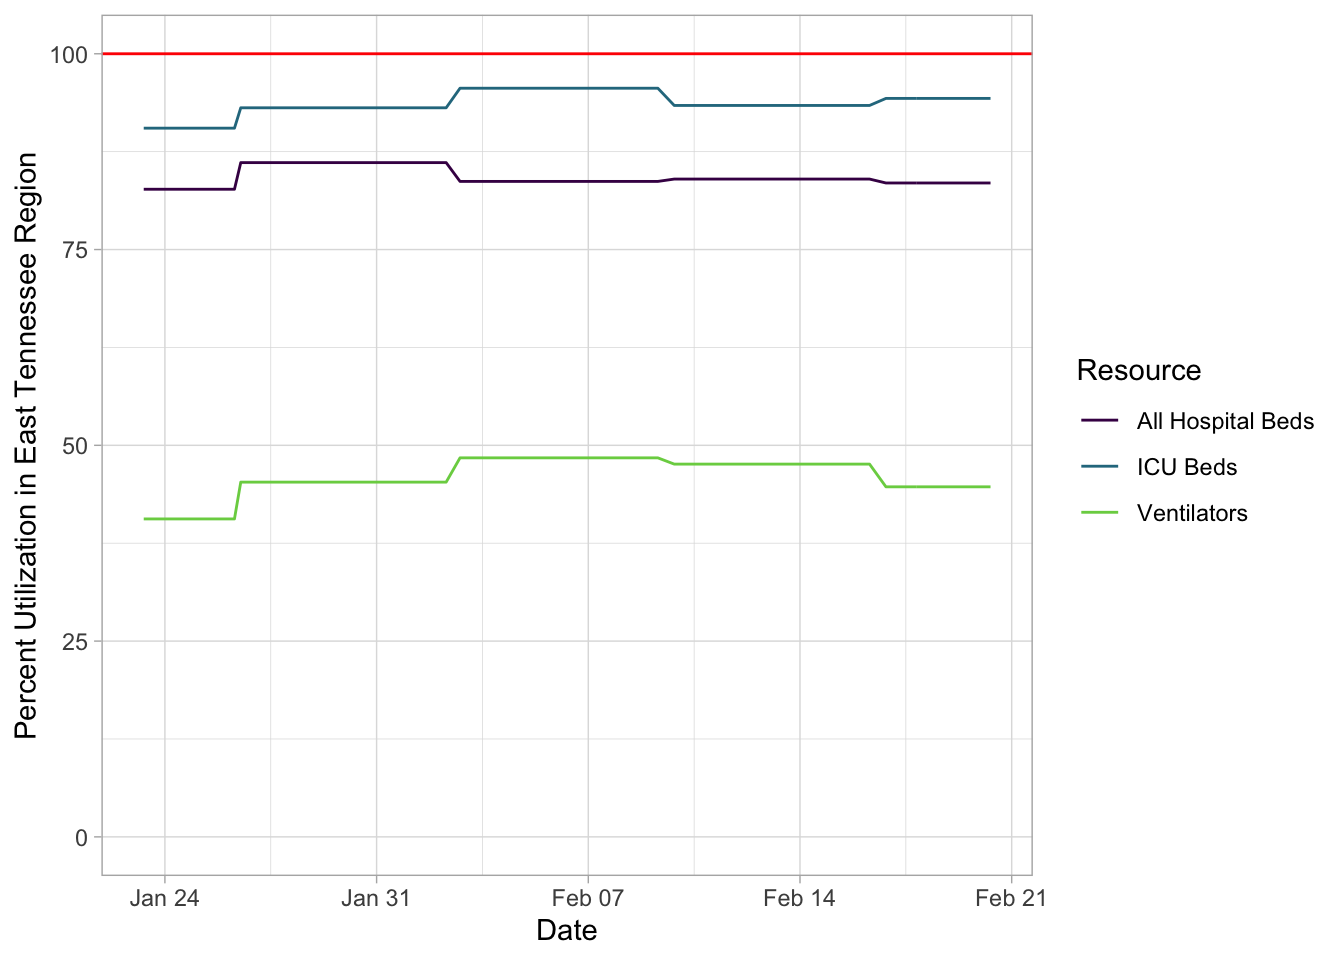 Percent Utilization in East Tennessee Region
100
75
50
25
0
Jan 24
Jan 31
Feb 07
Feb 14
Feb 21
Date
Resource
All Hospital Beds
ICU Beds
Ventilators